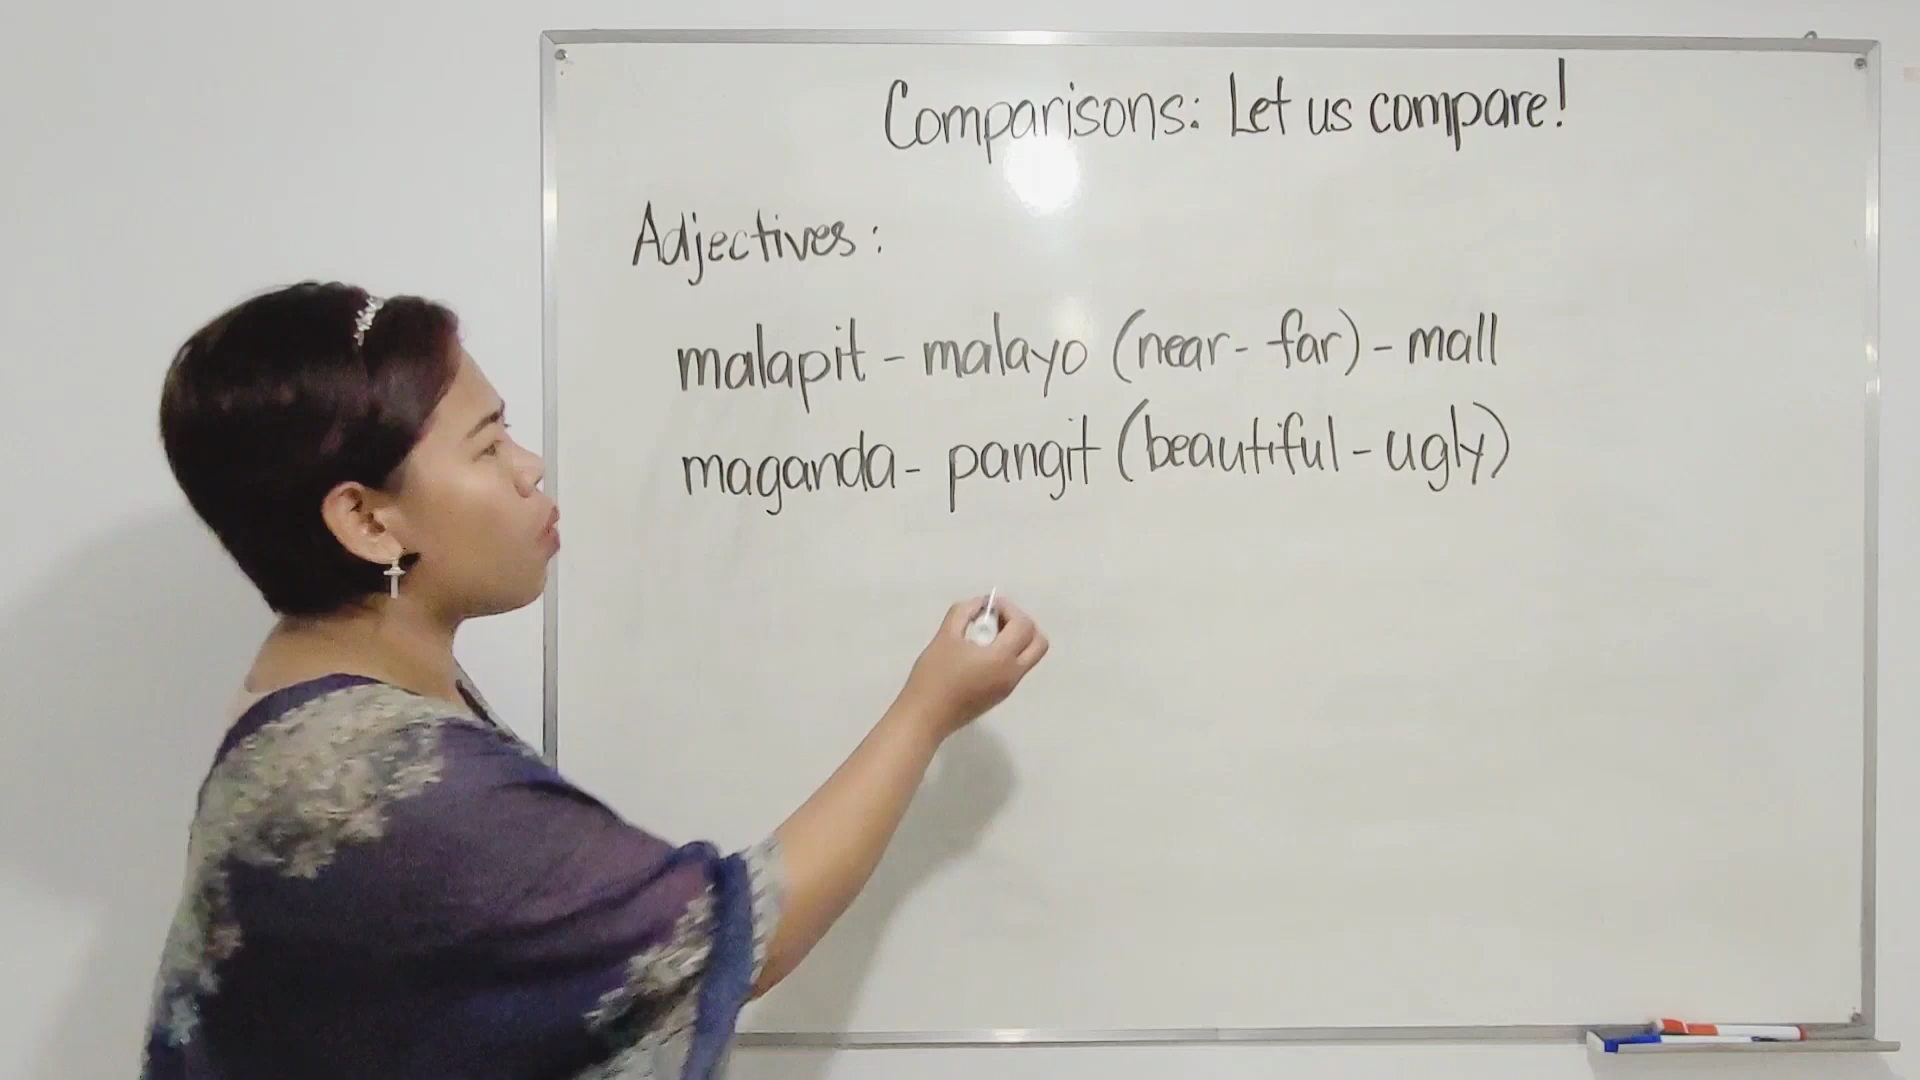 Comparisons: Let us compare!
Adjectives:
malapit - malayo (near - far) - mall
maganda - pangit (beautiful - ugly)